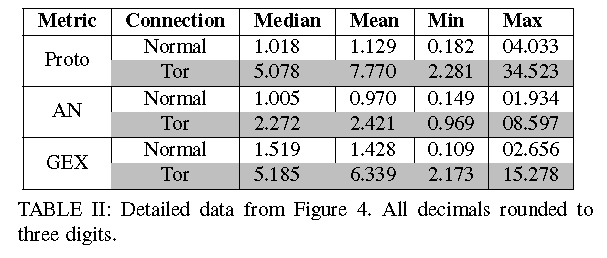 Metric Connection Median Mean Min Max
Proto Normal 1.018 1.129 0.182 04.033
Tor 5.078 7.770 2.281 34.523
AN Normal 1.005 0.970 0.149 01.934
Tor 2.272 2.421 0.969 08.597
GEX Normal 1.519 1.428 0.109 02.656
Tor 5.185 6.339 2.173 15.278
TABLE II: Detailed data from Figure 4. All decimals rounded to
three digits.